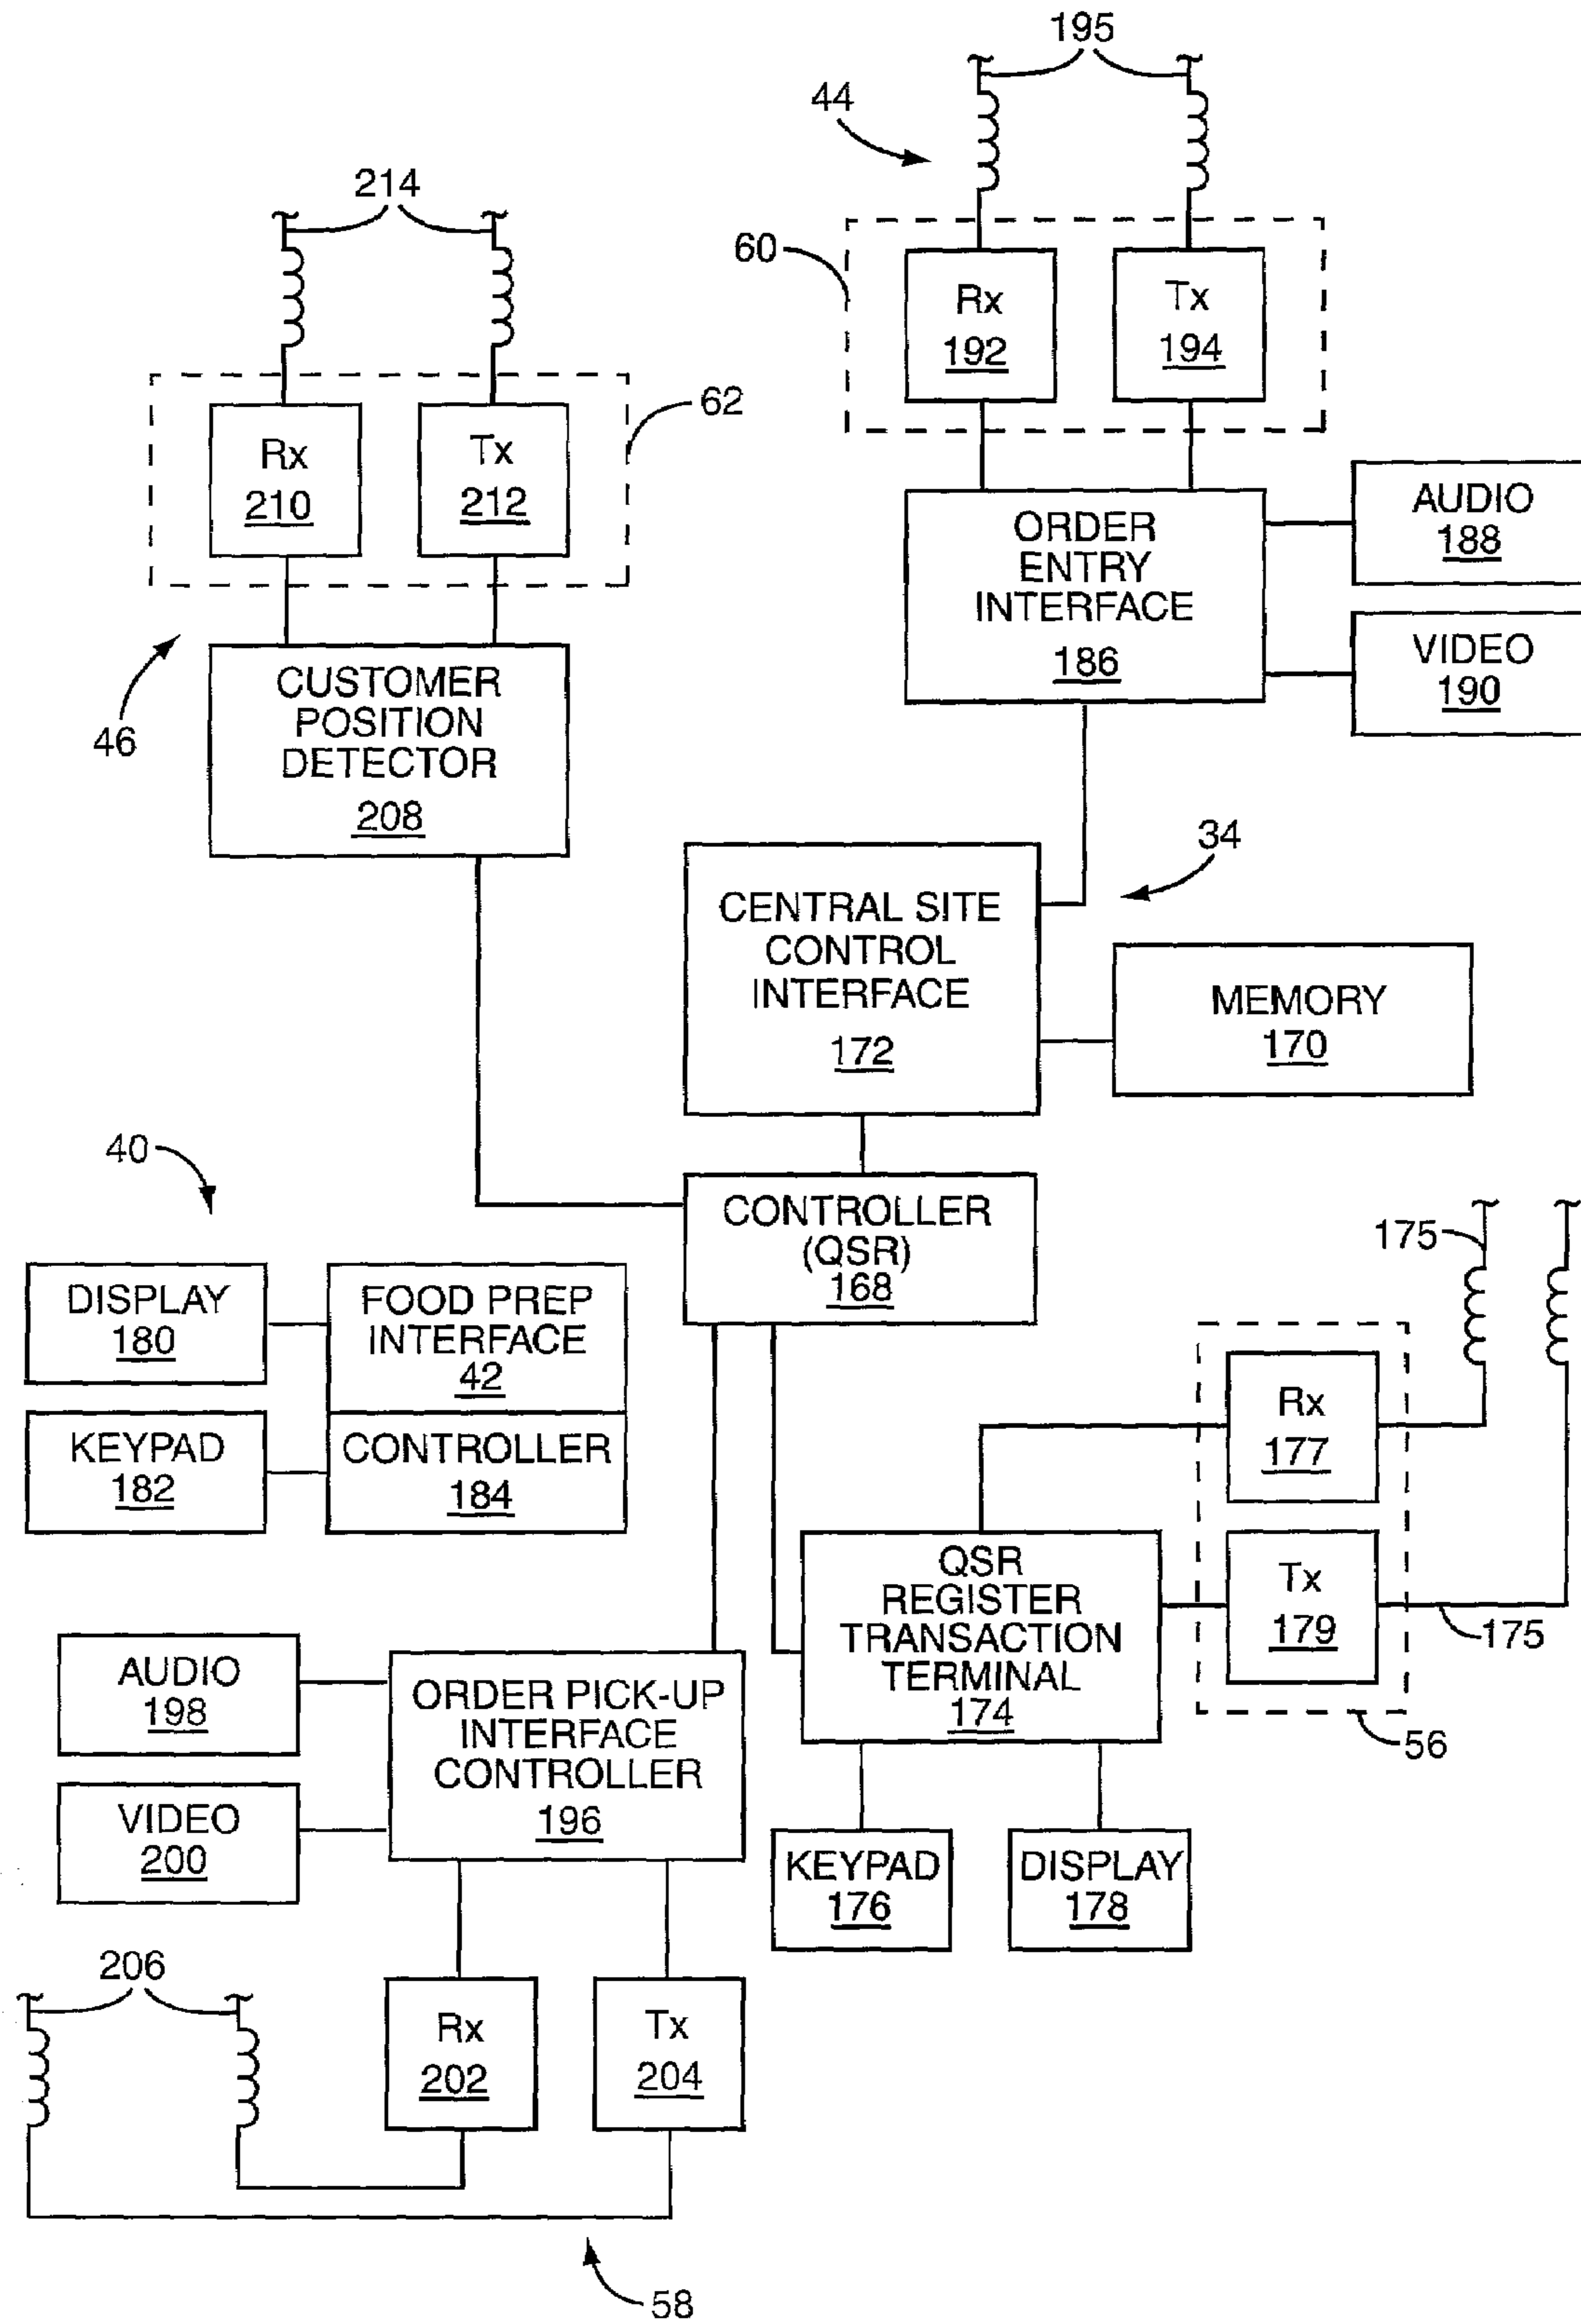 195
44
214
60
Rx
192
Tx
194
62
Rx
210
Tx
212
ORDER
ENTRY
INTERFACE
186
AUDIO
188
VIDEO
190
46
CUSTOMER
POSITION
DETECTOR
208
34
CENTRAL SITE
CONTROL
INTERFACE
172
MEMORY
170
40
CONTROLLER
(QSR)
168
175
DISPLAY
180
FOOD PREP
INTERFACE
42
KEYPAD
182
CONTROLLER
184
Rx
177
QSR
REGISTER
TRANSACTION
TERMINAL
174
Tx
179
175
56
AUDIO
198
ORDER PICK-UP
INTERFACE
CONTROLLER
196
VIDEO
200
KEYPAD
176
DISPLAY
178
206
Rx
202
Tx
204
58